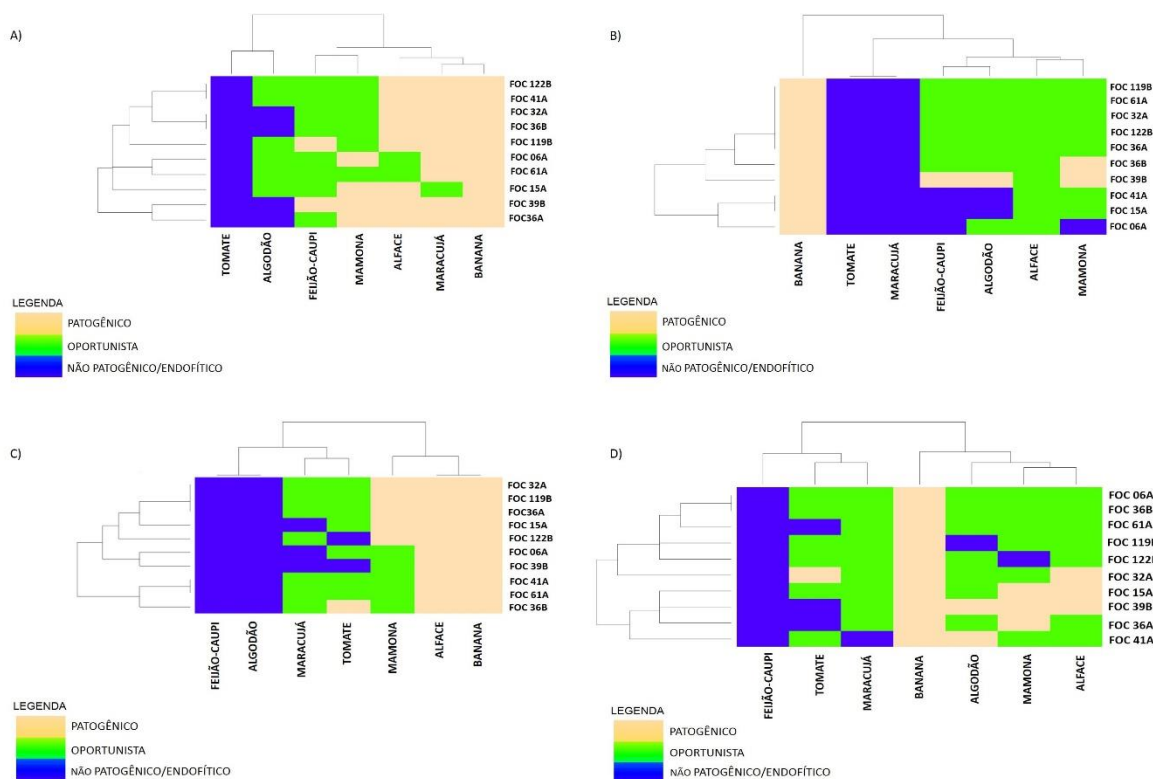 A)
FOC 122B
FOC 41A
FOC 32A
FOC 36B
FOC 119B
FOC 06A
FOC 61A
FOC 15A
FOC 39B
FOC36A
TOMATE
ALGODÃO
FEIJÃO-CAUPI
MAMONA
ALFACE
MARACUJÁ
BANANA
LEGENDA
PATOGÊNICO
OPORTUNISTA
NÃO PATOGÊNICO/ENDOFÍTICO
B)
FOC 119B
FOC 61A
FOC 32A
FOC 122B
FOC 36A
FOC 36B
FOC 39B
FOC 41A
FOC 15A
FOC 06A
BANANA
TOMATE
MARACUJÁ
FEIJÃO-CAUPI
ALGODÃO
ALFACE
MAMONA
LEGENDA
PATOGÊNICO
OPORTUNISTA
NÃO PATOGÊNICO/ENDOFÍTICO
C)
FOC 32A
FOC 119B
FOC36A
FOC 15A
FOC 122B
FOC 06A
FOC 39B
FOC 41A
FOC 61A
FOC 36B
FEIJÃO-CAUPI
ALGODÃO
MARACUJÁ
TOMATE
MAMONA
ALFACE
BANANA
LEGENDA
PATOGÊNICO
OPORTUNISTA
NÃO PATOGÊNICO/ENDOFÍTICO
D)
FOC 06A
FOC 36B
FOC 61A
FOC 119
FOC 122
FOC 32A
FOC 15A
FOC 39B
FOC 36A
FOC 41A
FEIJÃO-CAUPI
TOMATE
MARACUJÁ
BANANA
ALGODÃO
MAMONA
ALFACE
LEGENDA
PATOGÊNICO
OPORTUNISTA
NÃO PATOGÊNICO/ENDOFÍTICO